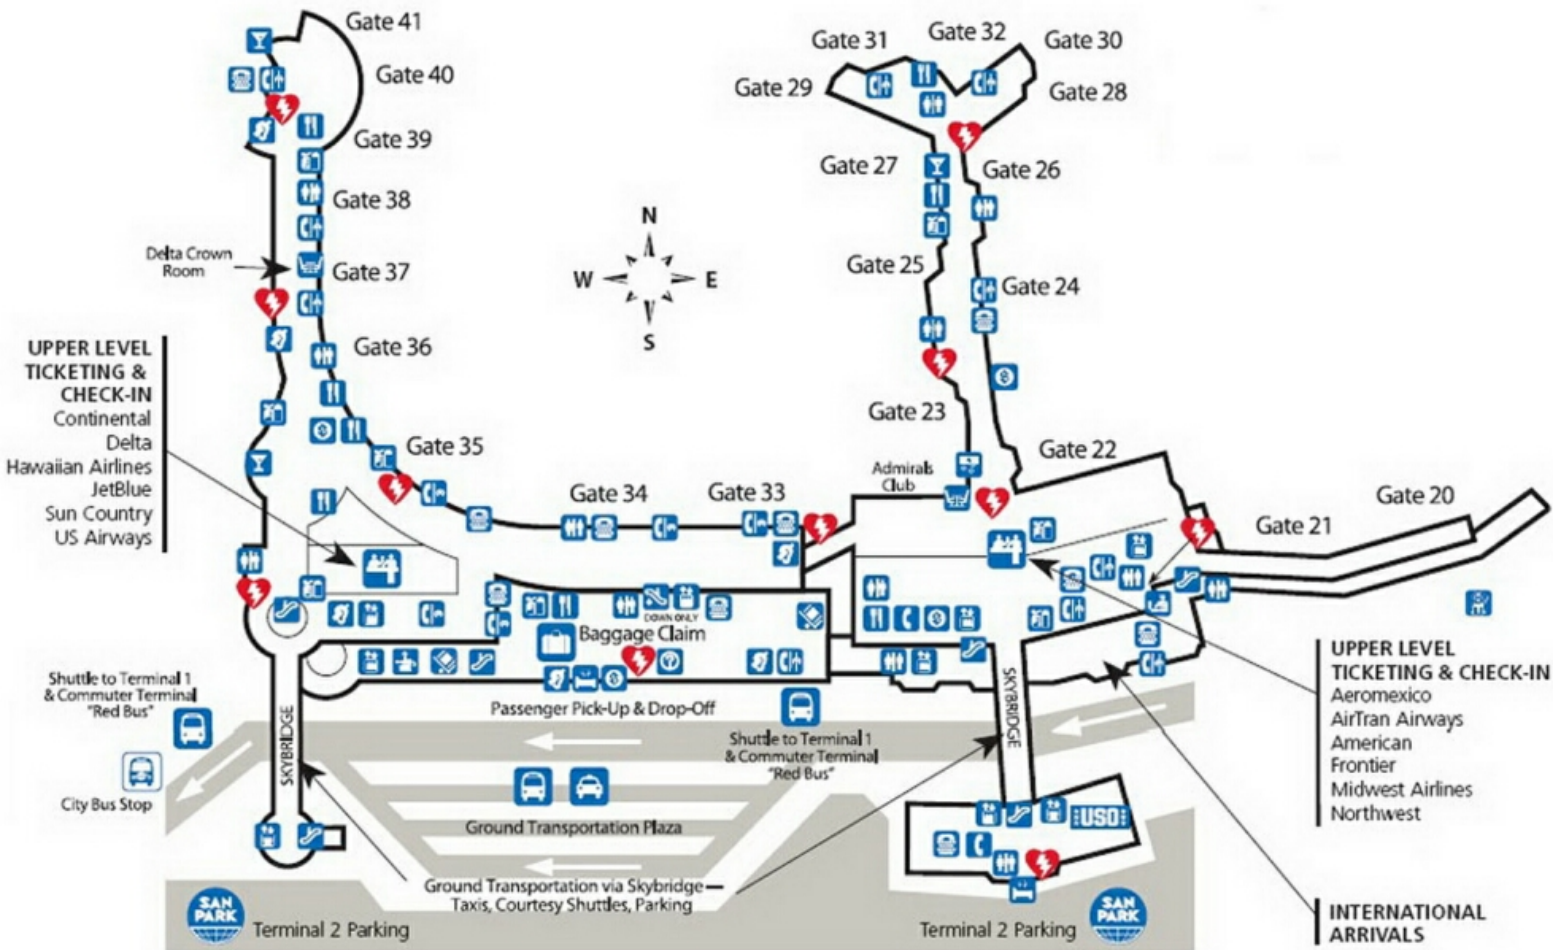 Gate 41
Gate 40
Gate 39
Gate 38
Delta Crown
Room
Gate 37
Gate 36
Gate 35
Gate 34
Gate 33
Gate 31
Gate 32
Gate 30
Gate 29
Gate 28
Gate 27
Gate 26
Gate 25
Gate 24
Gate 23
Gate 22
Gate 21
Gate 20
N
W
E
S
Admirals
Club
UPPER LEVEL
TICKETING &
CHECK-IN
Continental
Delta
Hawaiian Airlines
JetBlue
Sun Country
US Airways
DOWN ONLY
Baggage Claim
Passenger Pick-Up & Drop-Off
Shuttle to Terminal 1
& Commuter Terminal
"Red Bus"
City Bus Stop
SKYBRIDGE
Shuttle to Terminal 1
& Commuter Terminal
"Red Bus"
SKYBRIDGE
Ground Transportation Plaza
Ground Transportation via Skybridge—
Taxis, Courtesy Shuttles, Parking
USO
UPPER LEVEL
TICKETING & CHECK-IN
Aeromexico
AirTran Airways
American
Frontier
Midwest Airlines
Northwest
INTERNATIONAL
ARRIVALS
SAN
PARK
Terminal 2 Parking
Terminal 2 Parking
SAN
PARK